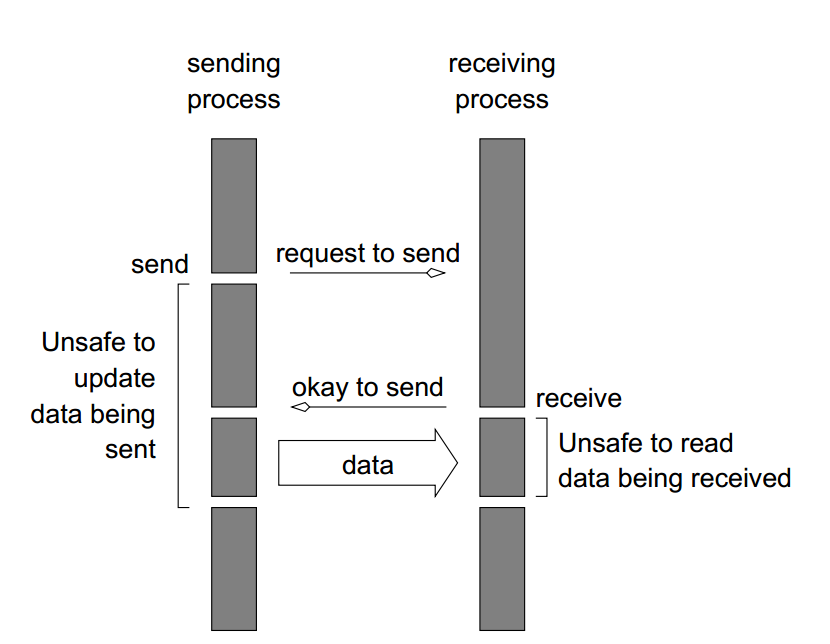 sending
process
receiving
process
request to send
send
Unsafe to
update
data being
sent
okay to send
receive
data
Unsafe to read
data being received